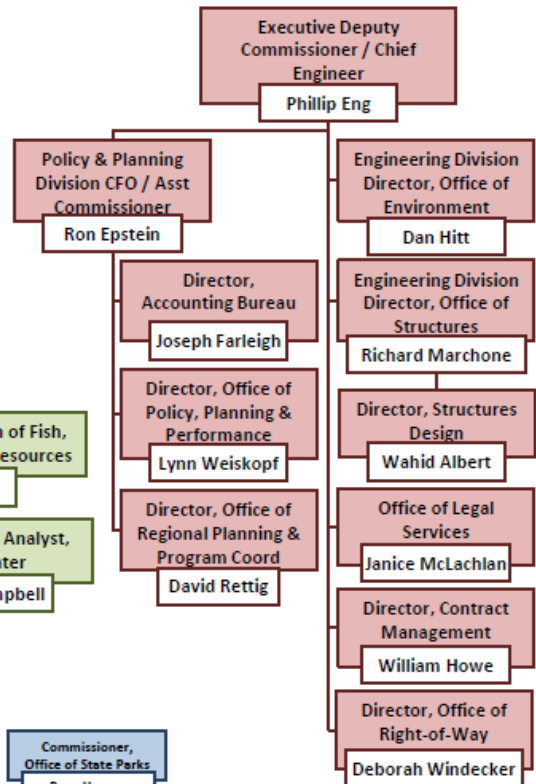 Executive Deputy
Commissioner / Chief
Engineer
Phillip Eng
Policy & Planning
Division CFO / Asst
Commissioner
Ron Epstein
Director,
Accounting Bureau
Joseph Farleigh
Director, Office of
Policy, Planning &
Performance
Lynn Weiskopf
Director, Office of
Regional Planning &
Program Coord
David Rettig
Engineering Division
Director, Office of
Environment
Dan Hitt
Engineering Division
Director, Office of
Structures
Richard Marchone
Director, Structures
Design
Wahid Albert
Office of Legal
Services
Janice McLachlan
Director, Contract
Management
William Howe
Director, Office of
Right-of-Way
Deborah Windecker
of Fish,
Analyst,
Commissioner,
Office of State Parks